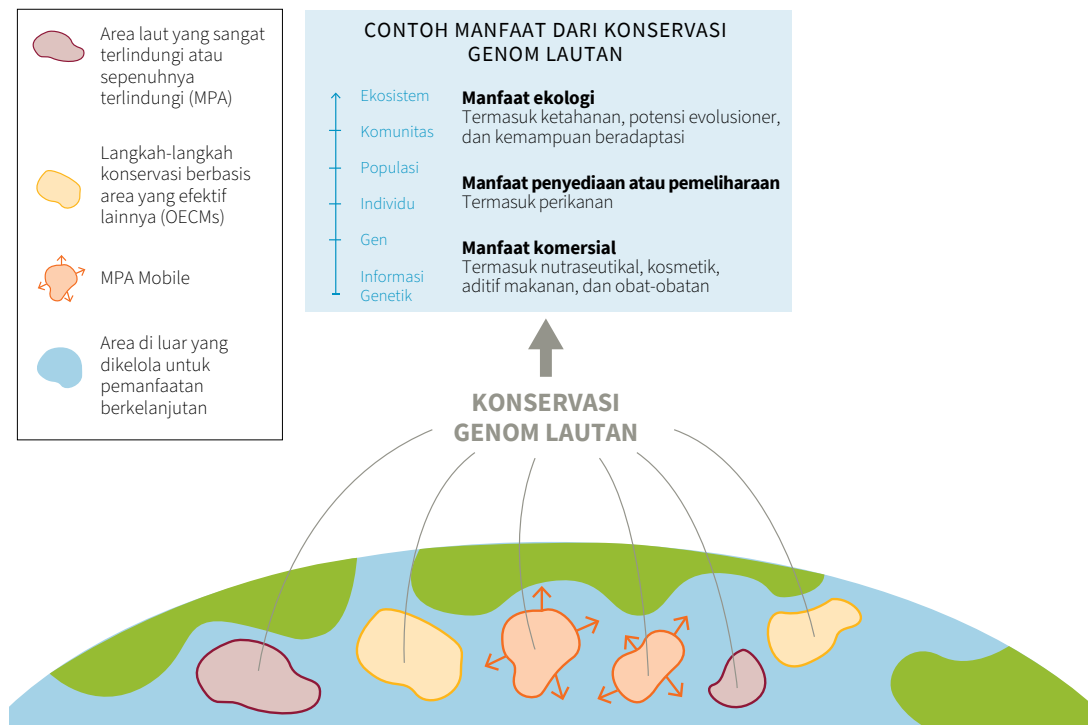 Area laut yang sangat
terlindungi atau
sepenuhnya
terlindungi (MPA)
Langkah-langkah
konservasi berbasis
area yang efektif
lainnya (OECMs)
MPA Mobile
Area di luar yang
dikelola untuk
pemanfaatan
berkelanjutan
CONTOH MANFAAT DARI KONSERVASI
GENOM LAUTAN
Ekosistem
Komunitas
Populasi
Individu
Gen
Informasi
Genetik
Manfaat ekologi
Termasuk ketahanan, potensi evolusioner,
dan kemampuan beradaptasi
Manfaat penyediaan atau pemeliharaan
Termasuk perikanan
Manfaat komersial
Termasuk nutraseutikal, kosmetik,
aditif makanan, dan obat-obatan
KONSERVASI
GENOM LAUTAN